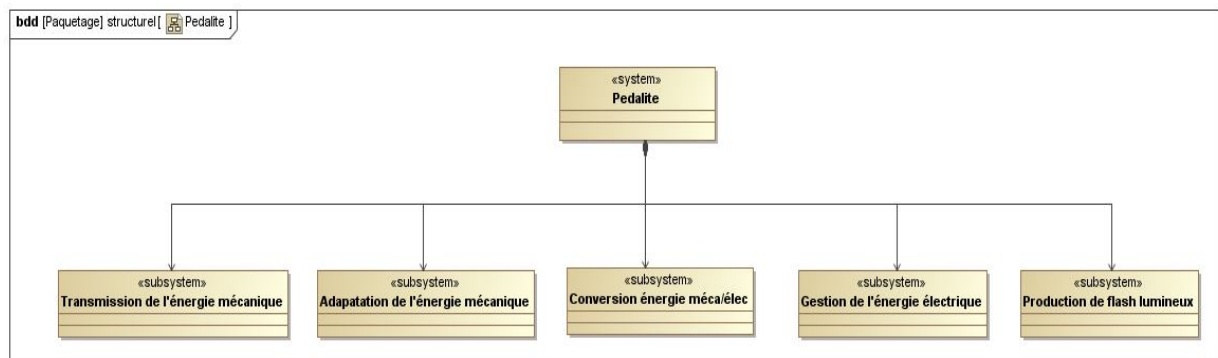 bdd [Paquetage] structurel [ Pedalite ]
«system»
Pedalite
«subsystem»
Transmission de l'énergie mécanique
«subsystem»
Adapatation de l'énergie mécanique
«subsystem»
Conversion énergie méca/élec
«subsystem»
Gestion de l'énergie électrique
«subsystem»
Production de flash lumineux